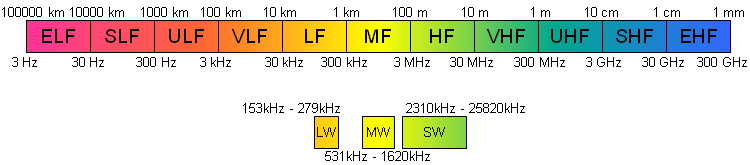 100000 km 10000 km 1000 km 100 km 10 km 1 km 100 m 10 m 1 m 10 cm 1 cm 1 mm
ELF SLF ULF VLF LF MF HF VHF UHF SHF EHF
3 Hz 30 Hz 300 Hz 3 kHz 30 kHz 300 kHz 3 MHz 30 MHz 300 MHz 3 GHz 30 GHz 300 GHz
153kHz - 279kHz 2310kHz - 25820kHz
LW MW SW
531kHz - 1620kHz